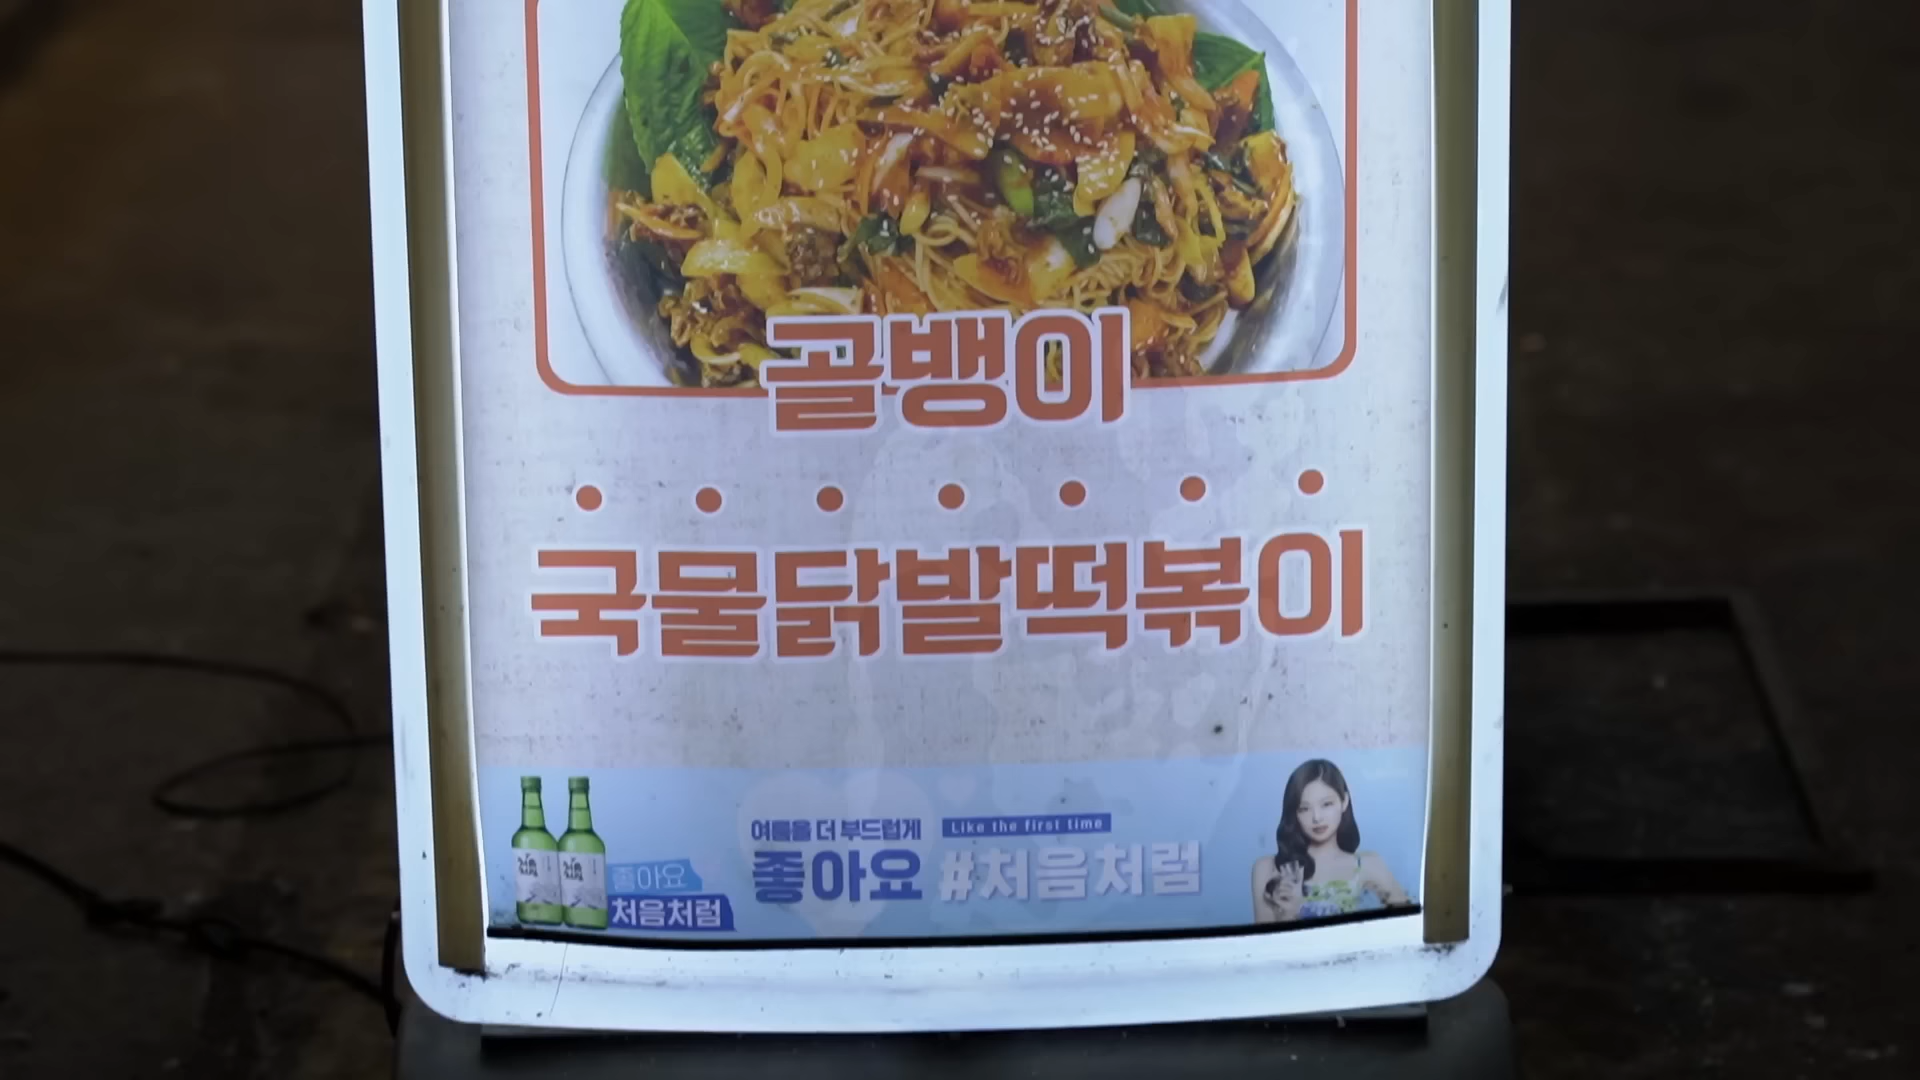 골뱅이
국물닭발떡볶이
여름을 더 부드럽게
좋아요
Like the first time
#처음처럼
좋아요
처음처럼